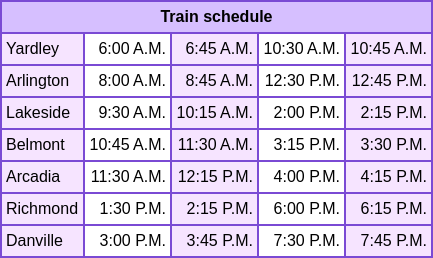 Train schedule
Yardley 6:00 A.M. 6:45 A.M. 10:30 A.M. 10:45 A.M.
Arlington 8:00 A.M. 8:45 A.M. 12:30 P.M. 12:45 P.M.
Lakeside 9:30 A.M. 10:15 A.M. 2:00 P.M. 2:15 P.M.
Belmont 10:45 A.M. 11:30 A.M. 3:15 P.M. 3:30 P.M.
Arcadia 11:30 A.M. 12:15 P.M. 4:00 P.M. 4:15 P.M.
Richmond 1:30 P.M. 2:15 P.M. 6:00 P.M. 6:15 P.M.
Danville 3:00 P.M. 3:45 P.M. 7:30 P.M. 7:45 P.M.